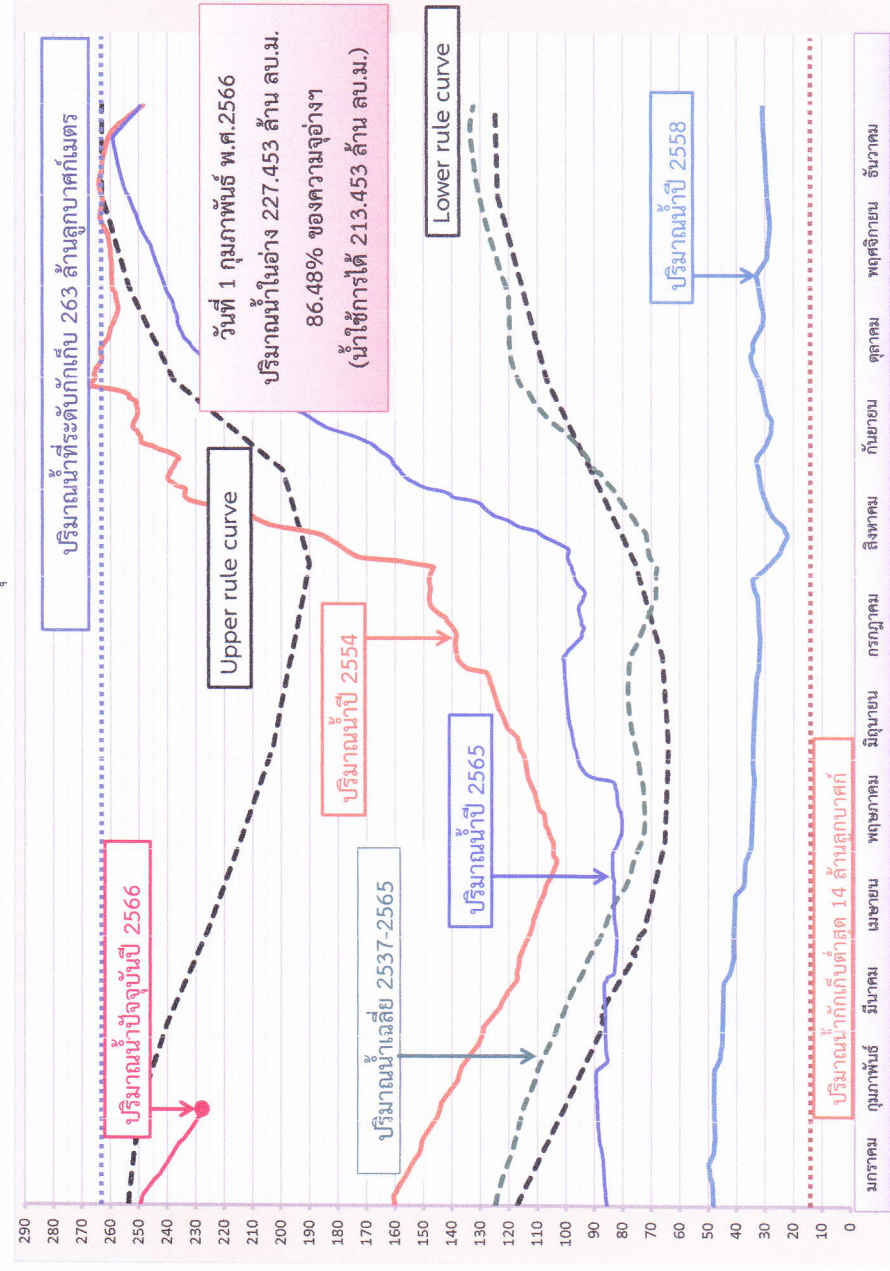 ปริมาณน้ำที่ระดับกักเก็บ 263 ล้านลูกบาศก์เมตร
วันที่ 1 กุมภาพันธ์ พ.ศ.2566
ปริมาณน้ำในอ่าง 227.453 ล้าน ลบ.ม.
86.48% ของความจุอ่างฯ
(น้ำใช้การได้ 213.453 ล้าน ลบ.ม.)
Upper rule curve
ปริมาณน้ำปัจจุบันปี 2566
ปริมาณน้ำปี 2554
ปริมาณน้ำเฉลี่ย 2537-2565
ปริมาณน้ำปี 2565
Lower rule curve
ปริมาณน้ำปี 2558
ปริมาณน้ำกักเก็บต่ำสุด 14 ล้านลูกบาศก์
290
280
270
260
250
240
230
220
210
200
190
180
170
160
150
140
130
120
110
100
90
80
70
60
50
40
30
20
10
0
มกราคม กุมภาพันธ์ มีนาคม เมษายน พฤษภาคม มิถุนายน กรกฎาคม สิงหาคม กันยายน ตุลาคม พฤศจิกายน ธันวาคม